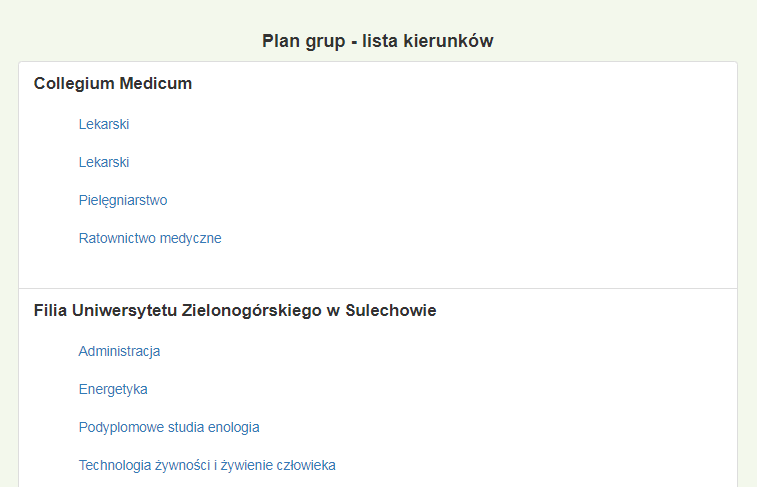 Plan grup - lista kierunków
Collegium Medicum
Lekarski
Lekarski
Pielęgniarstwo
Ratownictwo medyczne
Filia Uniwersytetu Zielonogórskiego w Sulechowie
Administracja
Energetyka
Podyplomowe studia enologia
Technologia żywności i żywienie człowieka